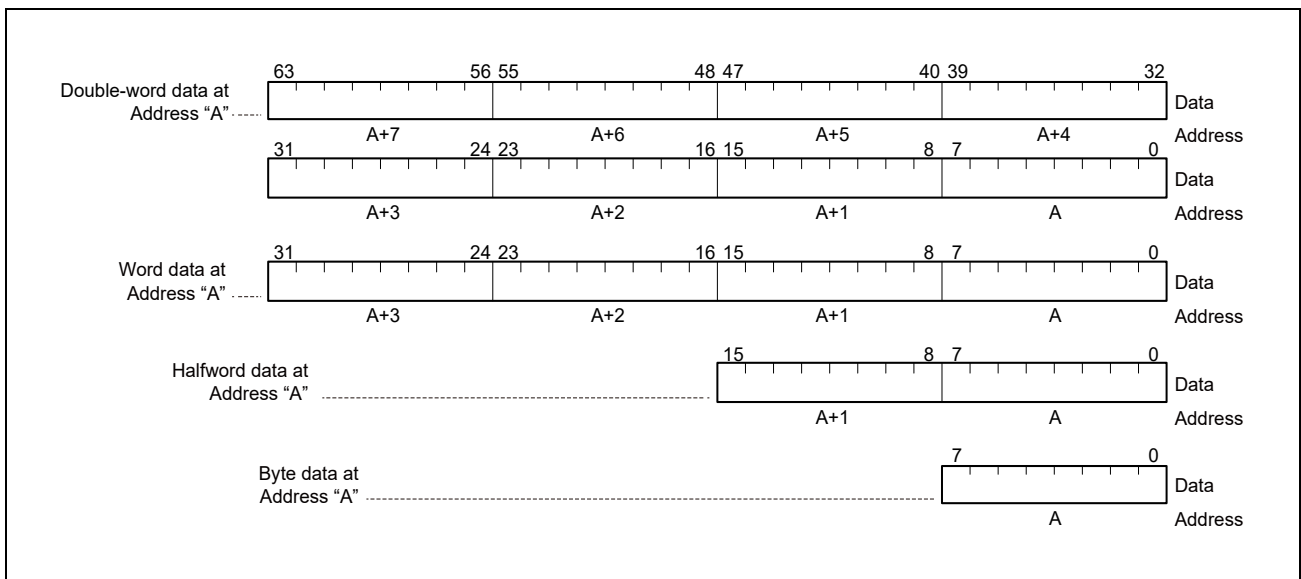 63 56 55 48 47 40 39 32
Double-word data at
Address “A”
Data
A+7 A+6 A+5 A+4 Address
31 24 23 16 15 8 7 0
Data
A+3 A+2 A+1 A Address
31 24 23 16 15 8 7 0
Word data at
Address “A”
Data
A+3 A+2 A+1 A Address
15 8 7 0
Halfword data at
Address “A”
Data
A+1 A Address
7 0
Byte data at
Address “A”
Data
A Address